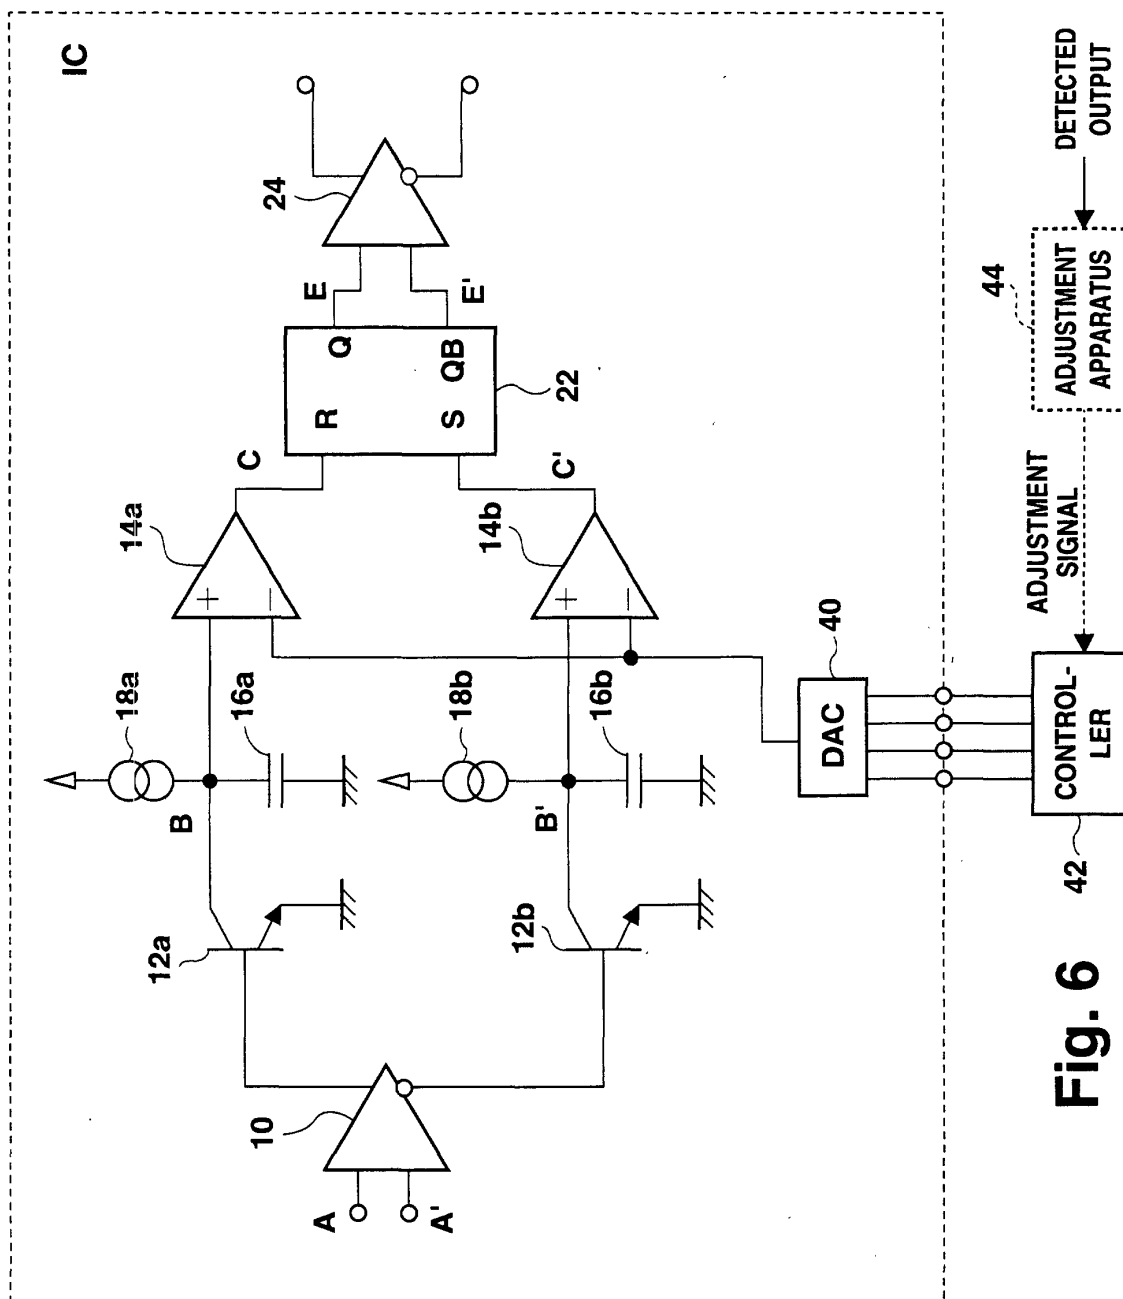 IC
24
E
E'
Q
QB
R
S
22
C
C'
14a
14b
+
−
+
−
18a
16a
18b
16b
B
B'
12a
12b
10
A
A'
40
DAC
CONTROL-
LER
42
ADJUSTMENT
SIGNAL
44
ADJUSTMENT
APPARATUS
DETECTED
OUTPUT
Fig. 6